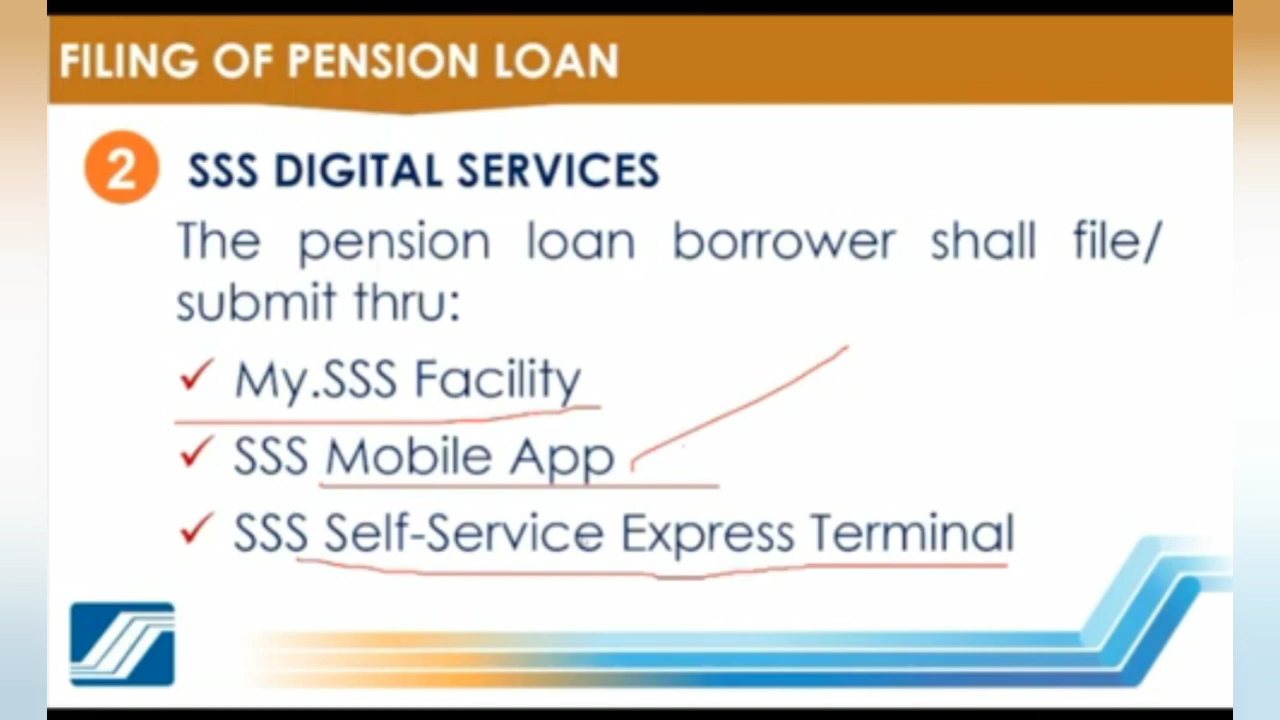 FILING OF PENSION LOAN
2 SSS DIGITAL SERVICES
The pension loan borrower shall file/
submit thru:
✓ My.SSS Facility
✓ SSS Mobile App
✓ SSS Self-Service Express Terminal